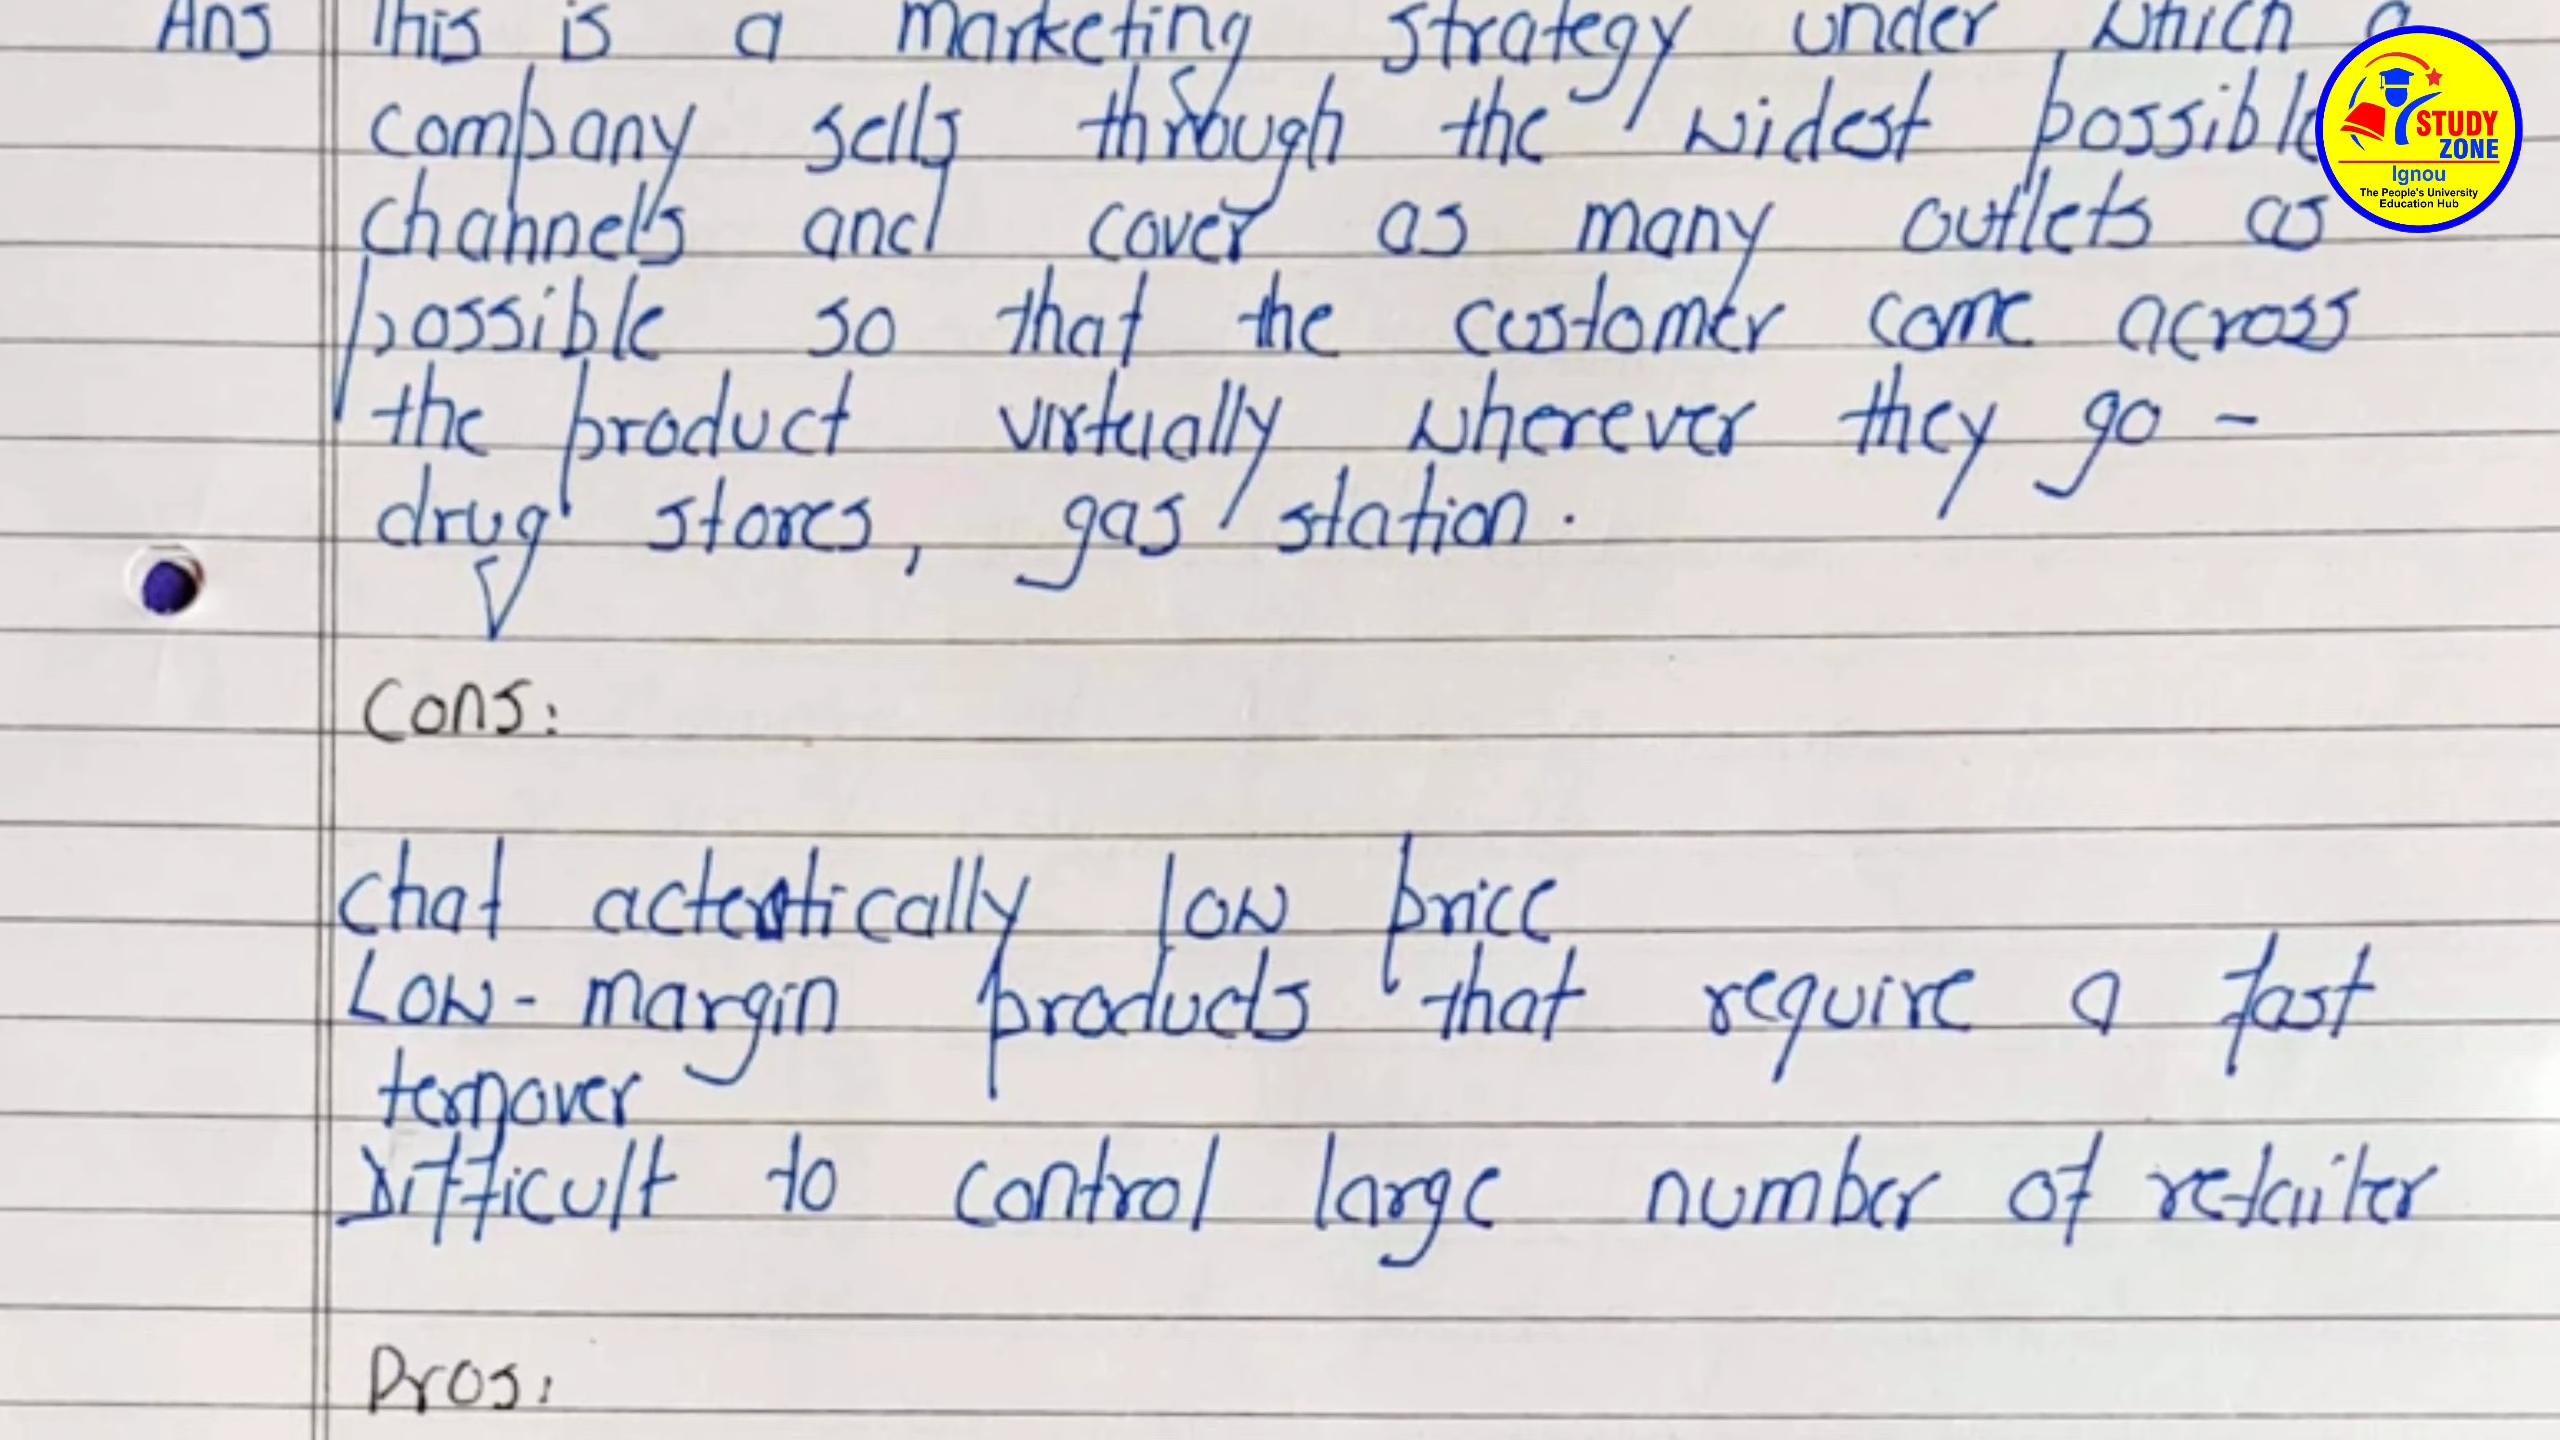 Ans This is a marketing strategy under which a
company sells through the widest possible
channels and cover as many outlets as
possible so that the customer come across
the product virtually wherever they go -
drug stores, gas station.
Cons:
Chat actertically low price
Low-margin products that require a fast
ternover
Difficult to control large number of retailer
Pros:
STUDY
ZONE
Ignou
The People's University
Education Hub